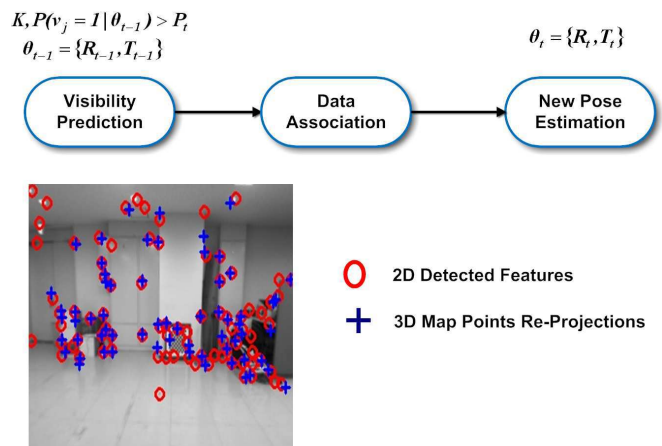 K, P(v_j = 1 | θ_{t-1}) > P_t
θ_{t-1} = {R_{t-1}, T_{t-1}}
θ_t = {R_t, T_t}
Visibility
Prediction
Data
Association
New Pose
Estimation
2D Detected Features
3D Map Points Re-Projections